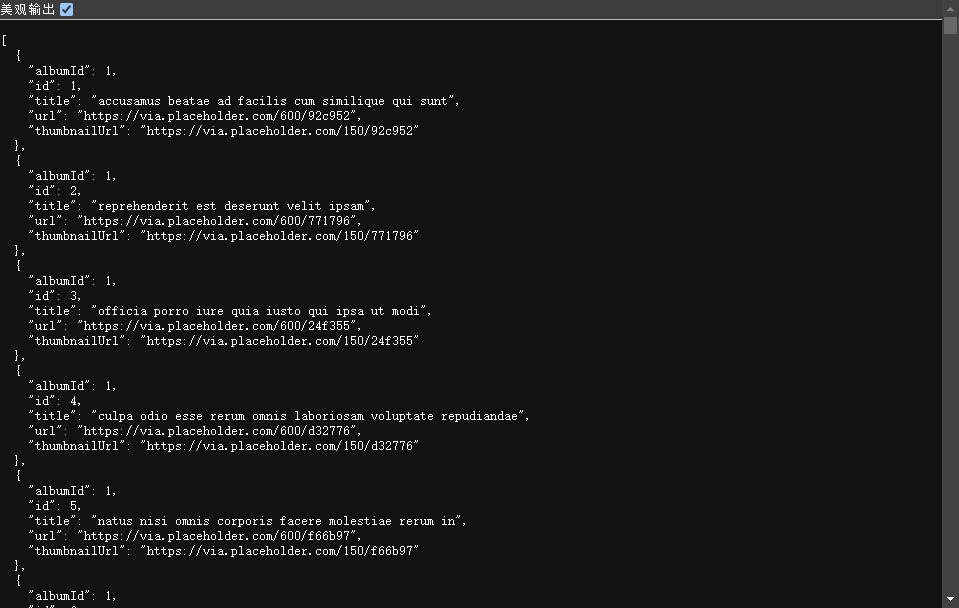 美观输出
[
  {
    "albumId": 1,
    "id": 1,
    "title": "accusamus beatae ad facilis cum similique qui sunt",
    "url": "https://via.placeholder.com/600/92c952",
    "thumbnailUrl": "https://via.placeholder.com/150/92c952"
  },
  {
    "albumId": 1,
    "id": 2,
    "title": "reprehenderit est deserunt velit ipsam",
    "url": "https://via.placeholder.com/600/771796",
    "thumbnailUrl": "https://via.placeholder.com/150/771796"
  },
  {
    "albumId": 1,
    "id": 3,
    "title": "officia porro iure quia iusto qui ipsa ut modi",
    "url": "https://via.placeholder.com/600/24f355",
    "thumbnailUrl": "https://via.placeholder.com/150/24f355"
  },
  {
    "albumId": 1,
    "id": 4,
    "title": "culpa odio esse rerum omnis laboriosam voluptate repudiandae",
    "url": "https://via.placeholder.com/600/d32776",
    "thumbnailUrl": "https://via.placeholder.com/150/d32776"
  },
  {
    "albumId": 1,
    "id": 5,
    "title": "natus nisi omnis corporis facere molestiae rerum in",
    "url": "https://via.placeholder.com/600/f66b97",
    "thumbnailUrl": "https://via.placeholder.com/150/f66b97"
  },
  {
    "albumId": 1,